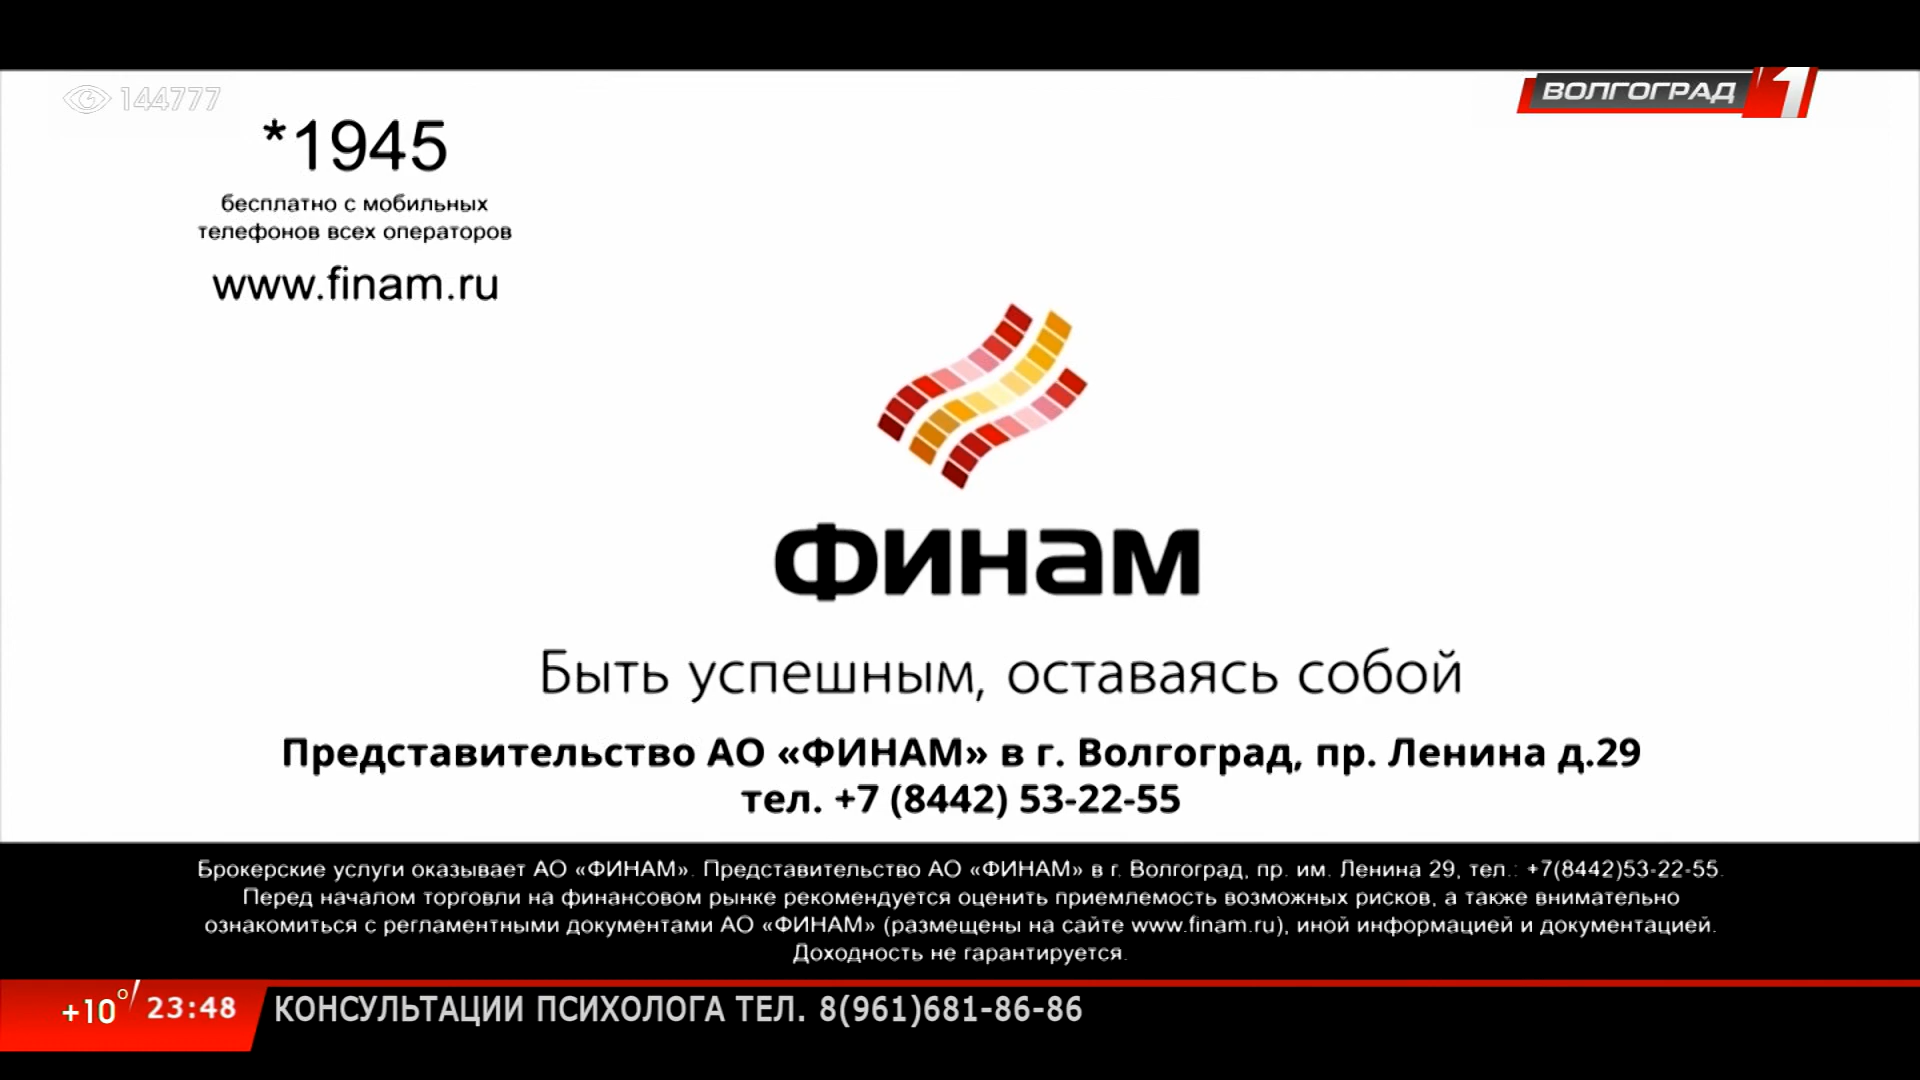 144777
ВОЛГОГРАД 1
*1945
бесплатно с мобильных
телефонов всех операторов
www.finam.ru
ФИНАМ
Быть успешным, оставаясь собой
Представительство АО «ФИНАМ» в г. Волгоград, пр. Ленина д.29
тел. +7 (8442) 53-22-55
Брокерские услуги оказывает АО «ФИНАМ». Представительство АО «ФИНАМ» в г. Волгоград, пр. им. Ленина 29, тел.: +7(8442)53-22-55.
Перед началом торговли на финансовом рынке рекомендуется оценить приемлемость возможных рисков, а также внимательно
ознакомиться с регламентными документами АО «ФИНАМ» (размещены на сайте www.finam.ru), иной информацией и документацией.
Доходность не гарантируется.
+10° 23:48 КОНСУЛЬТАЦИИ ПСИХОЛОГА ТЕЛ. 8(961)681-86-86